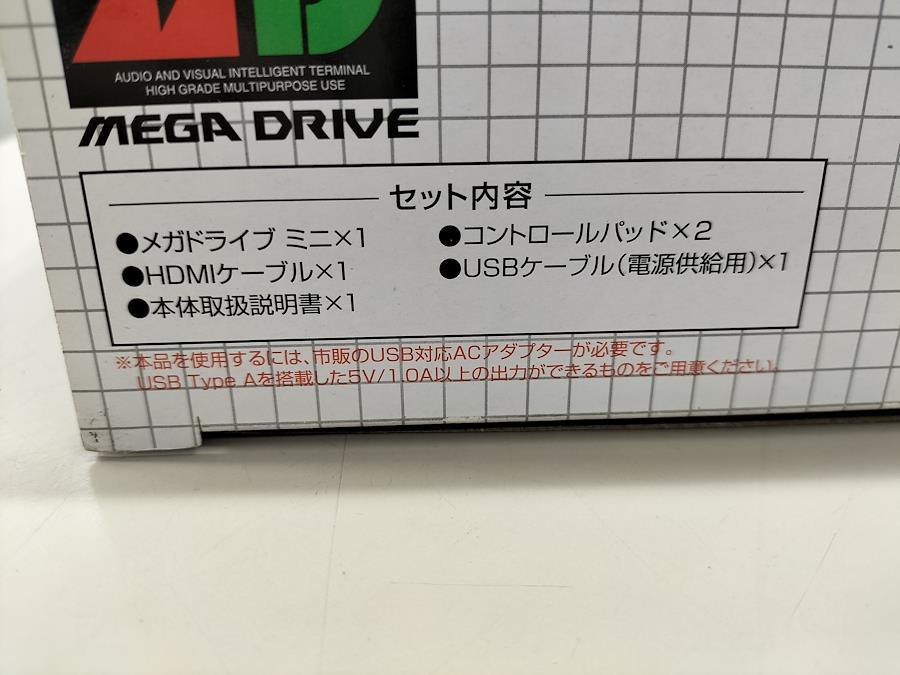 MD
AUDIO AND VISUAL INTELLIGENT TERMINAL
HIGH GRADE MULTIPURPOSE USE
MEGA DRIVE
セット内容
●メガドライブ ミニ×1
●コントロールパッド×2
●HDMIケーブル×1
●USBケーブル(電源供給用)×1
●本体取扱説明書×1
※本品を使用するには、市販のUSB対応ACアダプターが必要です。
USB Type Aを搭載した5V/1.0A以上の出力ができるものをご用意ください。